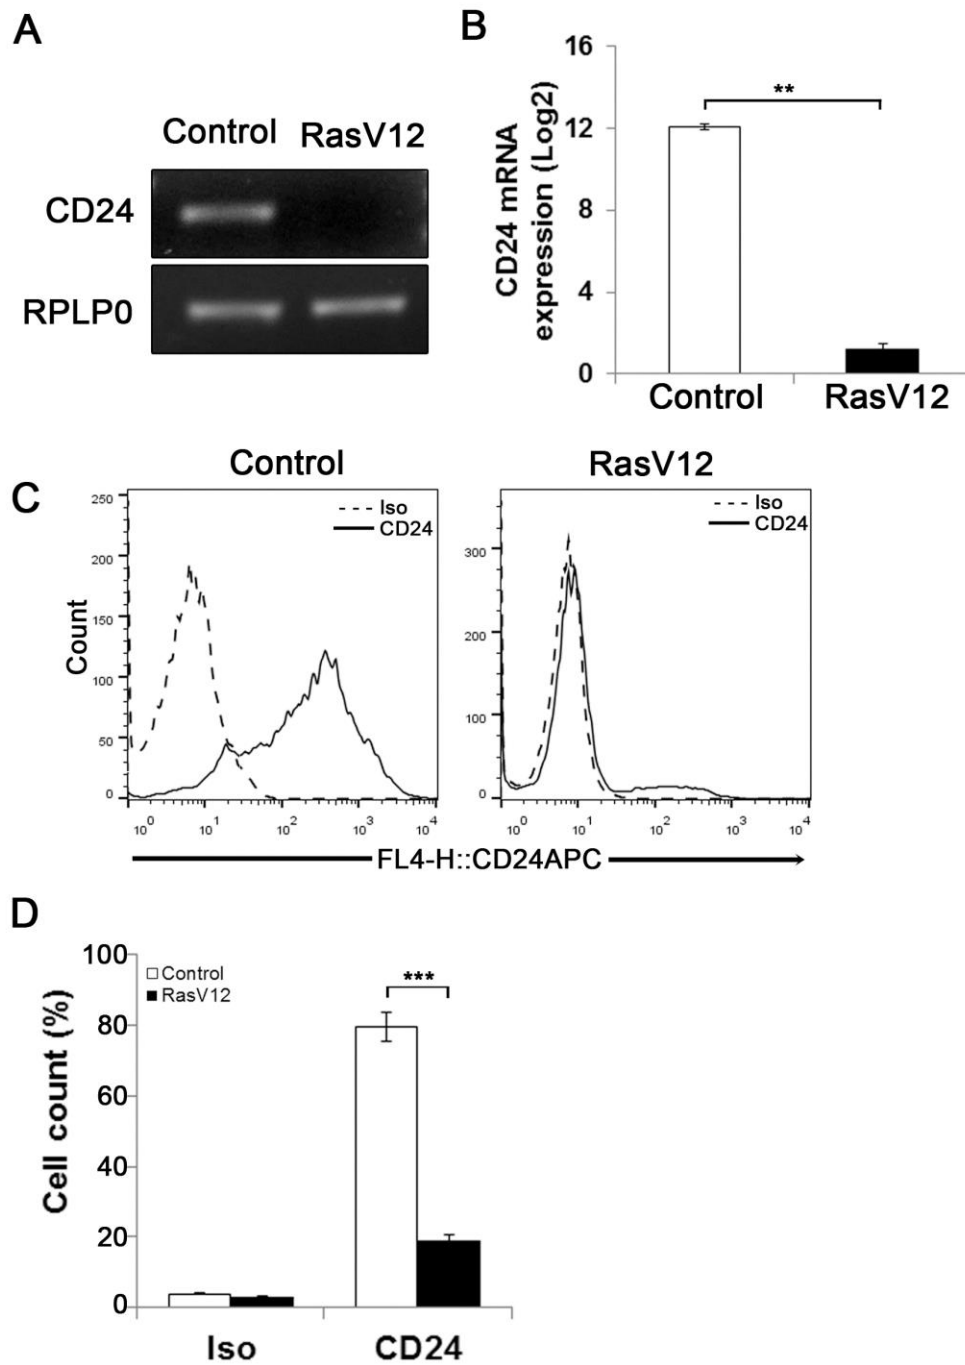 A
Control RasV12
CD24
RPLP0
B
CD24 mRNA
expression (Log2)
16
12
8
4
0
**
Control RasV12
C
Control
Iso
CD24
Count
250
200
150
100
50
0
10^0 10^1 10^2 10^3 10^4
RasV12
Iso
CD24
300
200
100
0
10^0 10^1 10^2 10^3 10^4
FL4-H::CD24APC
D
Cell count (%)
100
80
60
40
20
0
Control
RasV12
***
Iso CD24